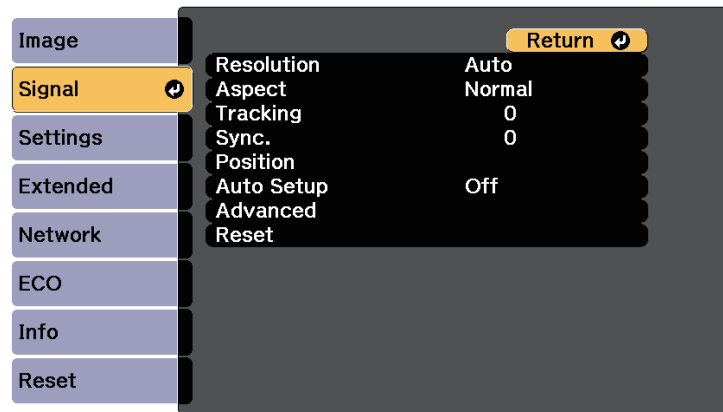 Image
Signal
Settings
Extended
Network
ECO
Info
Reset
Return
Resolution Auto
Aspect Normal
Tracking 0
Sync. 0
Position
Auto Setup Off
Advanced
Reset